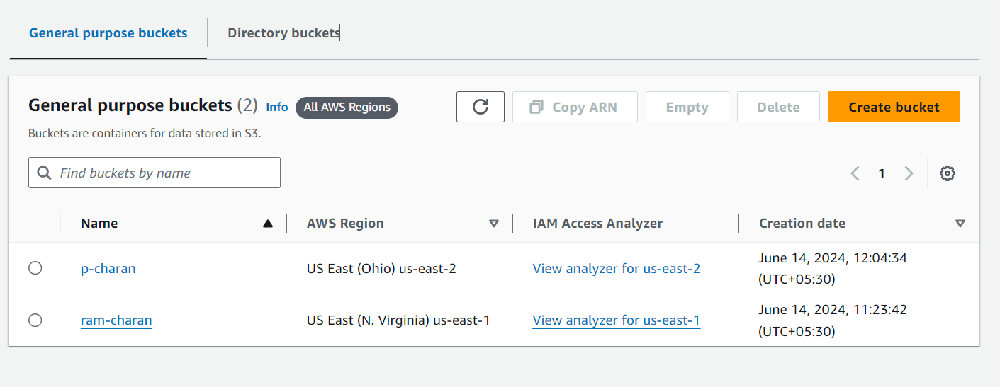 General purpose buckets Directory buckets
General purpose buckets (2) Info All AWS Regions Copy ARN Empty Delete Create bucket
Buckets are containers for data stored in S3.
Find buckets by name 1
Name AWS Region IAM Access Analyzer Creation date
p-charan US East (Ohio) us-east-2 View analyzer for us-east-2 June 14, 2024, 12:04:34
(UTC+05:30)
ram-charan US East (N. Virginia) us-east-1 View analyzer for us-east-1 June 14, 2024, 11:23:42
(UTC+05:30)